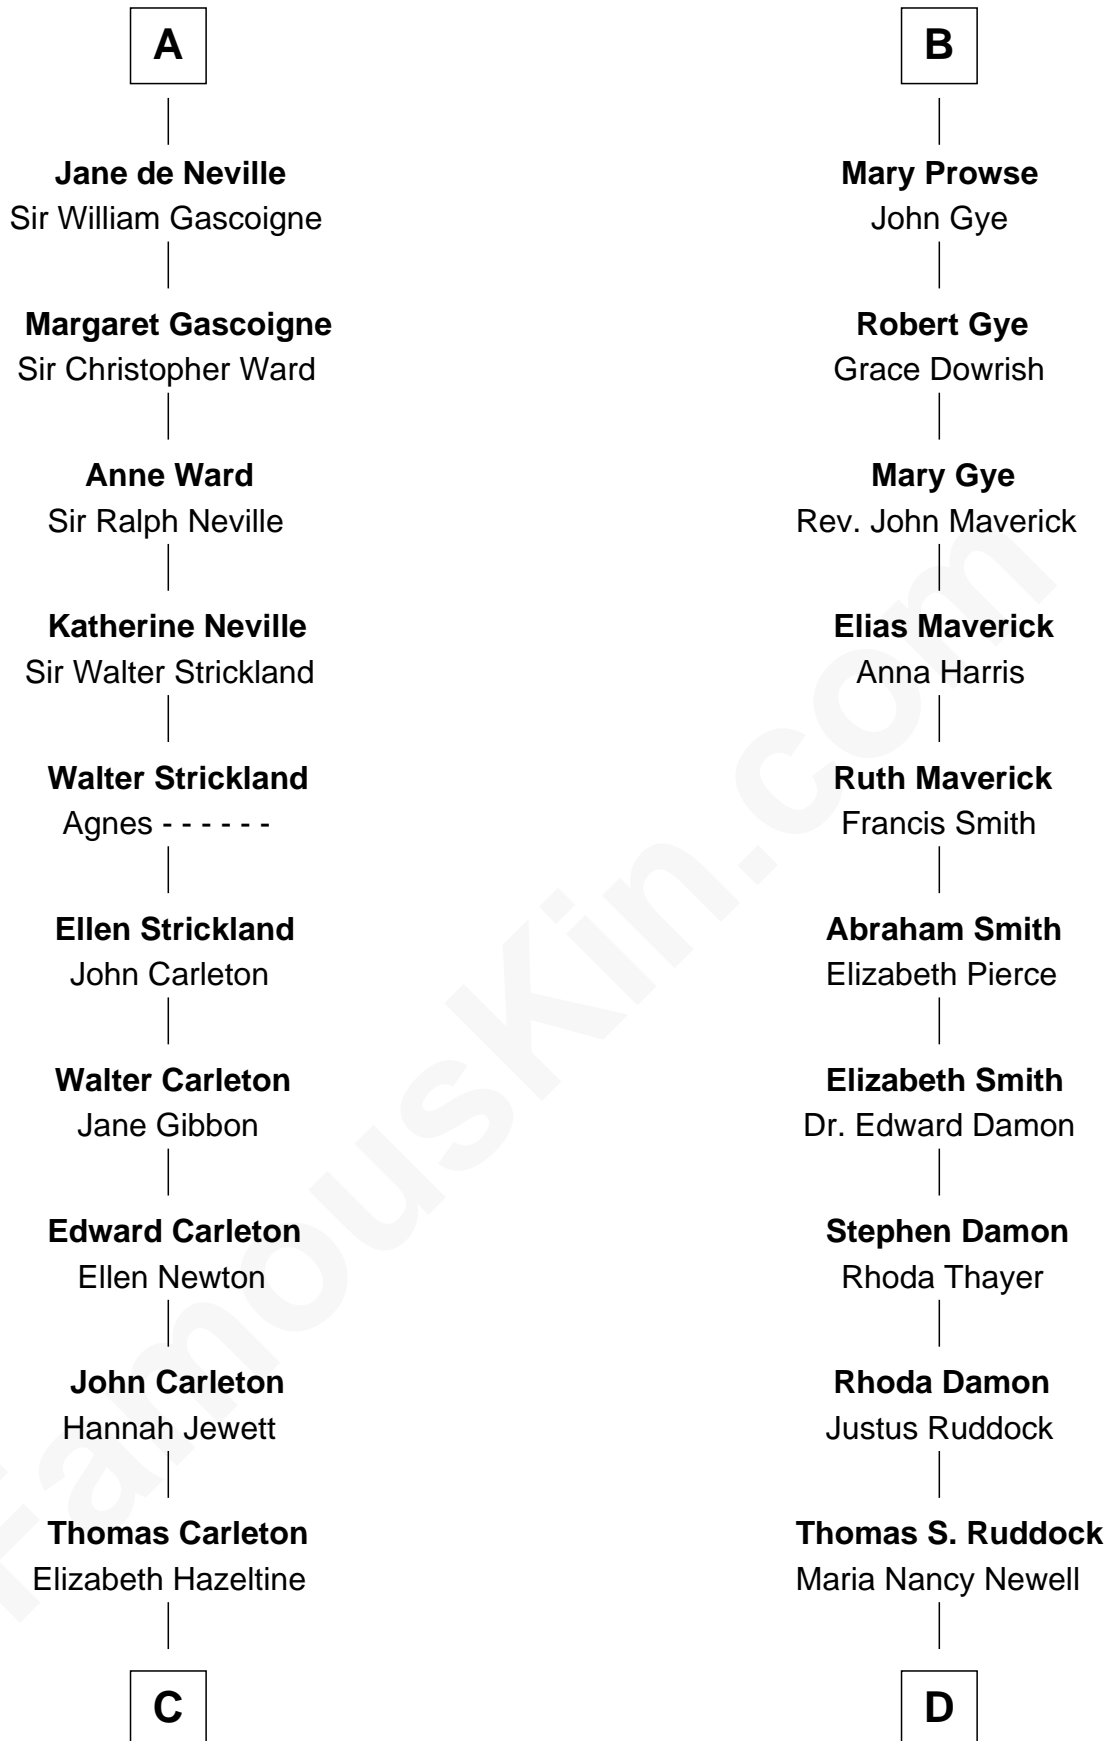 A
Jane de Neville
Sir William Gascoigne
Margaret Gascoigne
Sir Christopher Ward
Anne Ward
Sir Ralph Neville
Katherine Neville
Sir Walter Strickland
Walter Strickland
Agnes - - - - - -
Ellen Strickland
John Carleton
Walter Carleton
Jane Gibbon
Edward Carleton
Ellen Newton
John Carleton
Hannah Jewett
Thomas Carleton
Elizabeth Hazeltine
C
B
Mary Prowse
John Gye
Robert Gye
Grace Dowrish
Mary Gye
Rev. John Maverick
Elias Maverick
Anna Harris
Ruth Maverick
Francis Smith
Abraham Smith
Elizabeth Pierce
Elizabeth Smith
Dr. Edward Damon
Stephen Damon
Rhoda Thayer
Rhoda Damon
Justus Ruddock
Thomas S. Ruddock
Maria Nancy Newell
D
FamousKin.com